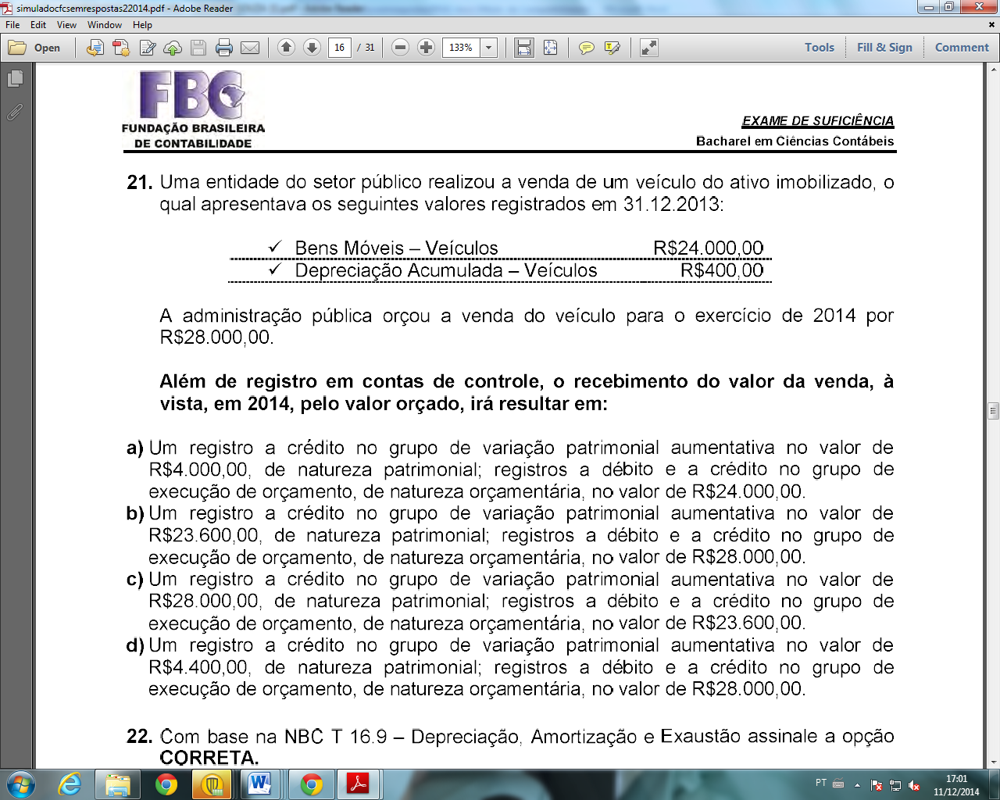 simuladocfcsemrespostas22014.pdf - Adobe Reader
File Edit View Window Help
Open 16 / 31 133% Tools Fill & Sign Comment
FBC
FUNDAÇÃO BRASILEIRA
DE CONTABILIDADE
EXAME DE SUFICIÊNCIA
Bacharel em Ciências Contábeis
21. Uma entidade do setor público realizou a venda de um veículo do ativo imobilizado, o
qual apresentava os seguintes valores registrados em 31.12.2013:
✓ Bens Móveis – Veículos R$24.000,00
✓ Depreciação Acumulada – Veículos R$400,00
A administração pública orçou a venda do veículo para o exercício de 2014 por
R$28.000,00.
Além de registro em contas de controle, o recebimento do valor da venda, à
vista, em 2014, pelo valor orçado, irá resultar em:
a) Um registro a crédito no grupo de variação patrimonial aumentativa no valor de
R$4.000,00, de natureza patrimonial; registros a débito e a crédito no grupo de
execução de orçamento, de natureza orçamentária, no valor de R$24.000,00.
b) Um registro a crédito no grupo de variação patrimonial aumentativa no valor de
R$23.600,00, de natureza patrimonial; registros a débito e a crédito no grupo de
execução de orçamento, de natureza orçamentária, no valor de R$28.000,00.
c) Um registro a crédito no grupo de variação patrimonial aumentativa no valor de
R$28.000,00, de natureza patrimonial; registros a débito e a crédito no grupo de
execução de orçamento, de natureza orçamentária, no valor de R$23.600,00.
d) Um registro a crédito no grupo de variação patrimonial aumentativa no valor de
R$4.400,00, de natureza patrimonial; registros a débito e a crédito no grupo de
execução de orçamento, de natureza orçamentária, no valor de R$28.000,00.
22. Com base na NBC T 16.9 – Depreciação, Amortização e Exaustão assinale a opção
CORRETA.
PT 17:01
11/12/2014